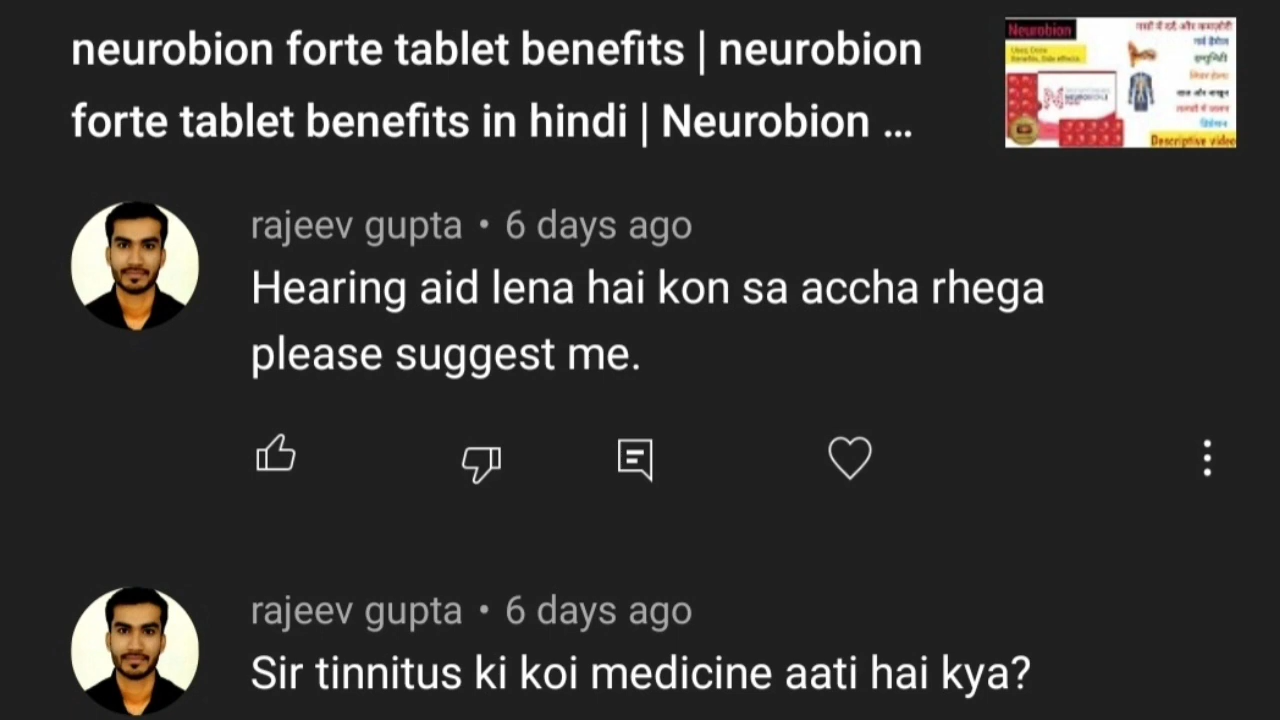 neurobion forte tablet benefits | neurobion
forte tablet benefits in hindi | Neurobion ...
Neurobion
Descriptive video
rajeev gupta • 6 days ago
Hearing aid lena hai kon sa accha rhega
please suggest me.
rajeev gupta • 6 days ago
Sir tinnitus ki koi medicine aati hai kya?